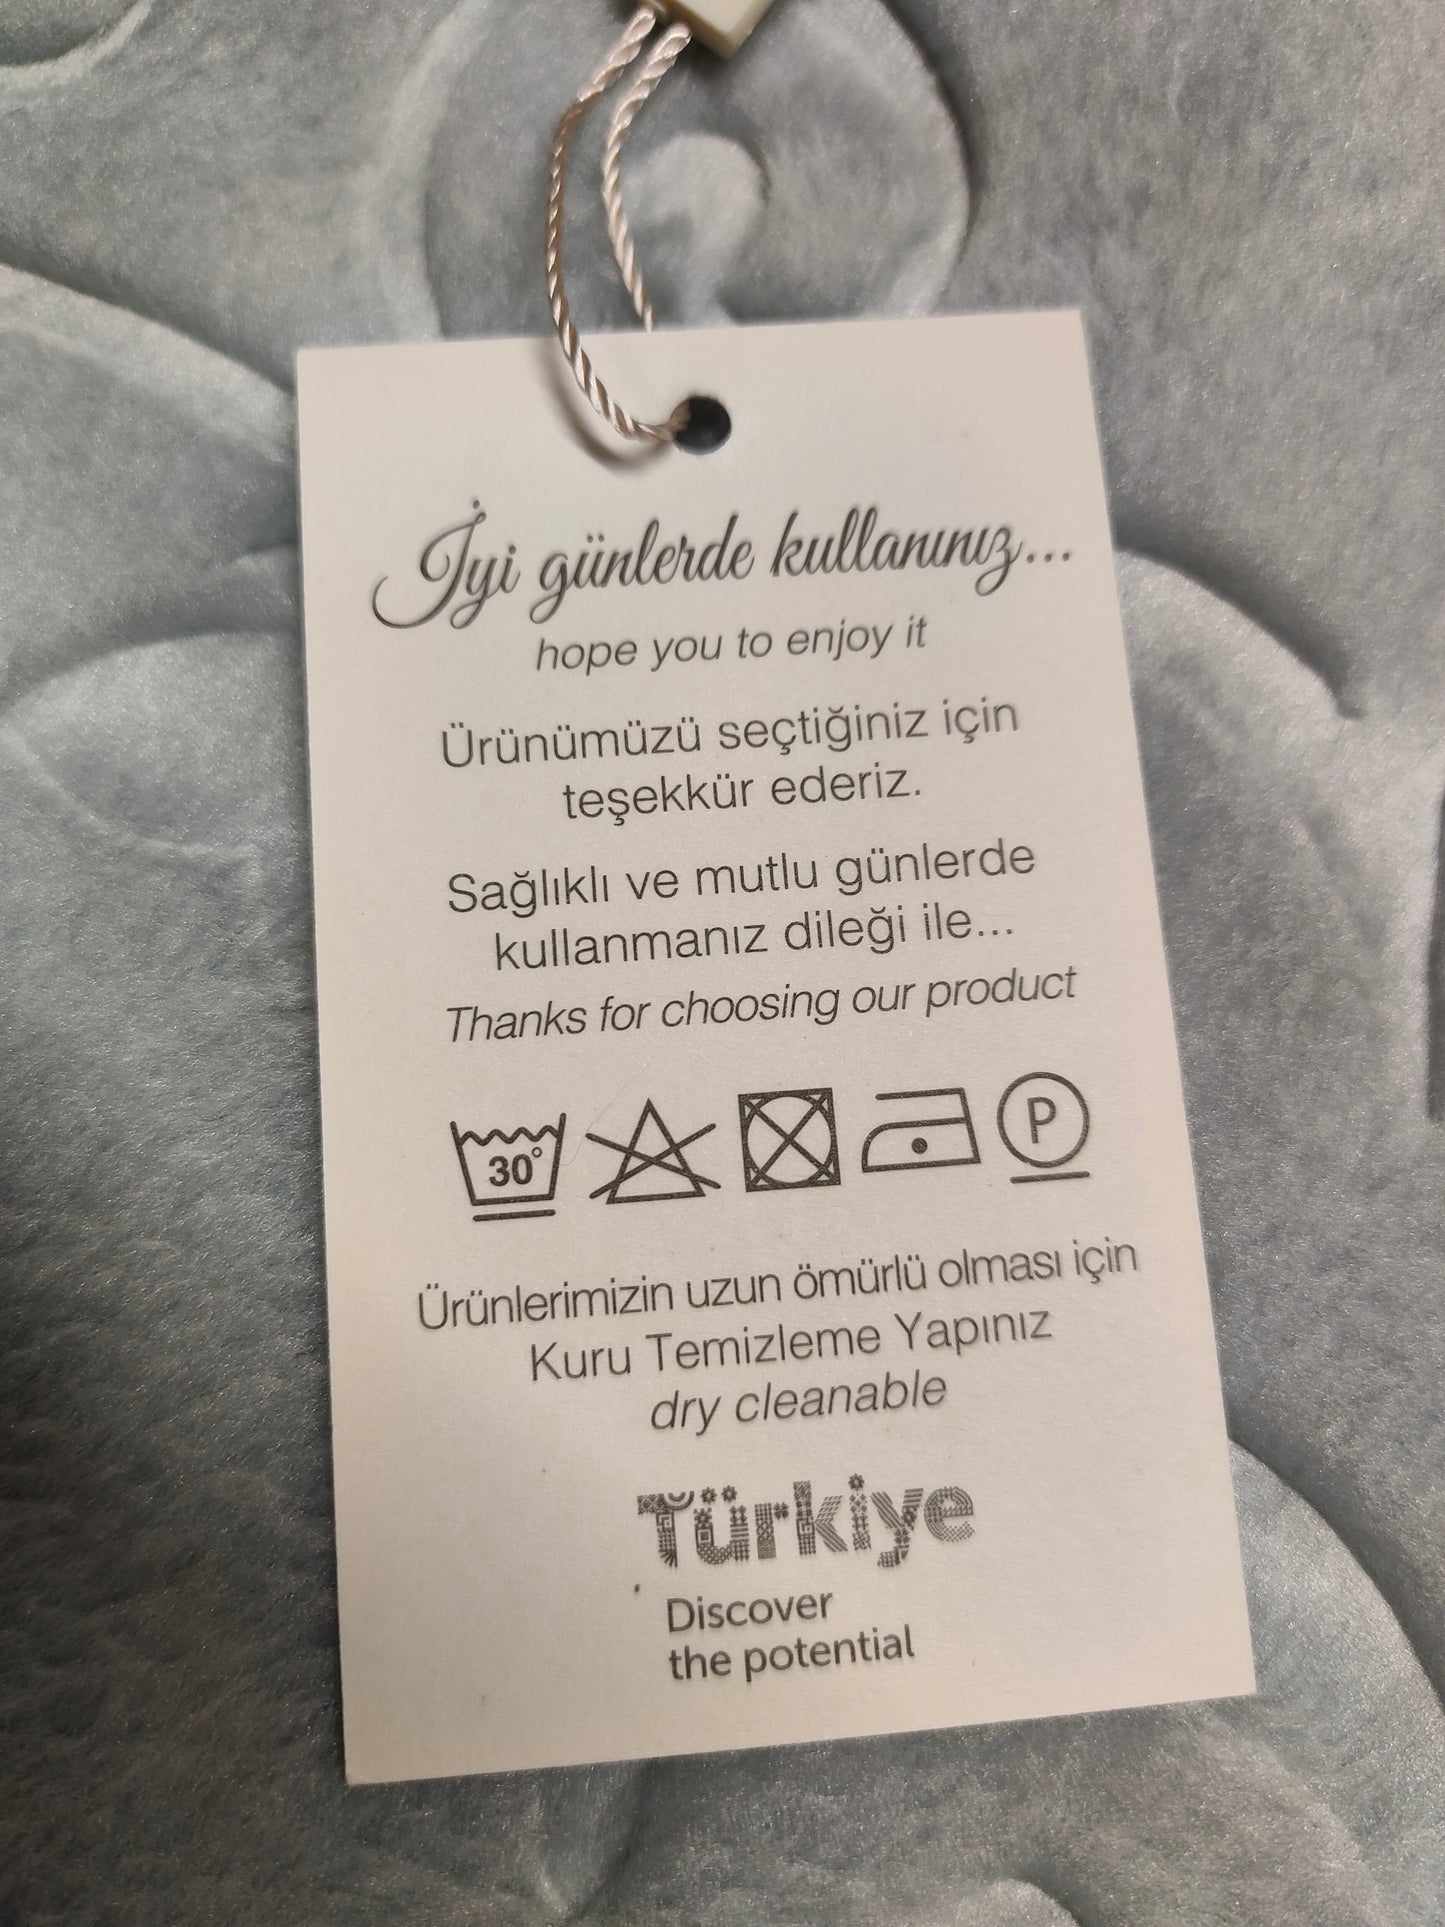 İyi günlerde kullanınız...
hope you to enjoy it
Ürünümüzü seçtiğiniz için
teşekkür ederiz.
Sağlıklı ve mutlu günlerde
kullanmanız dileği ile...
Thanks for choosing our product
30°
P
Ürünlerimizin uzun ömürlü olması için
Kuru Temizleme Yapınız
dry cleanable
Türkiye
Discover
the potential